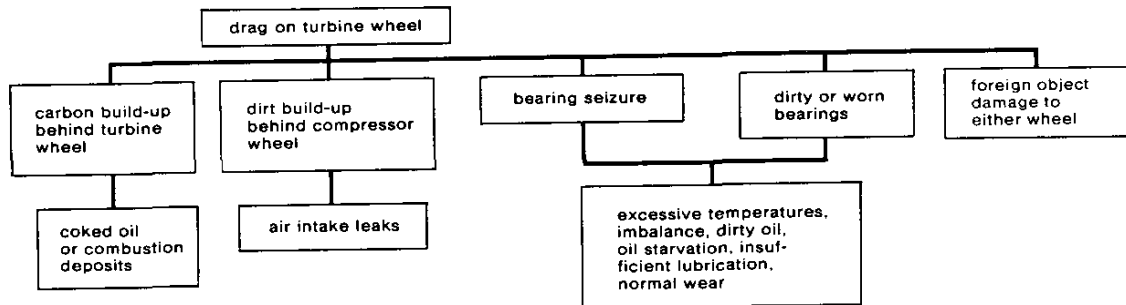 drag on turbine wheel
carbon build-up
behind turbine
wheel
dirt build-up
behind compressor
wheel
bearing seizure
dirty or worn
bearings
foreign object
damage to
either wheel
coked oil
or combustion
deposits
air intake leaks
excessive temperatures,
imbalance, dirty oil,
oil starvation, insuf-
ficient lubrication,
normal wear